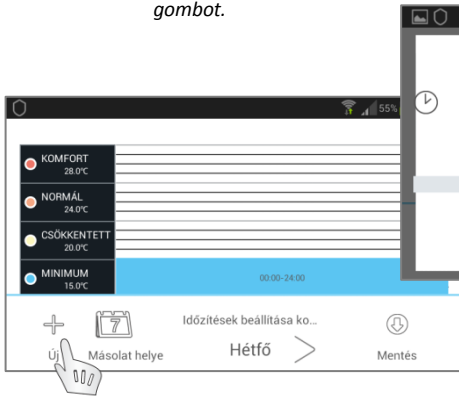 gombot.
55%
KOMFORT
28.0°C
NORMÁL
24.0°C
CSÖKKENTETT
20.0°C
MINIMUM
15.0°C
00:00-24:00
7
Időzítések beállítása ko...
Új
Másolat helye
Hétfő
Mentés